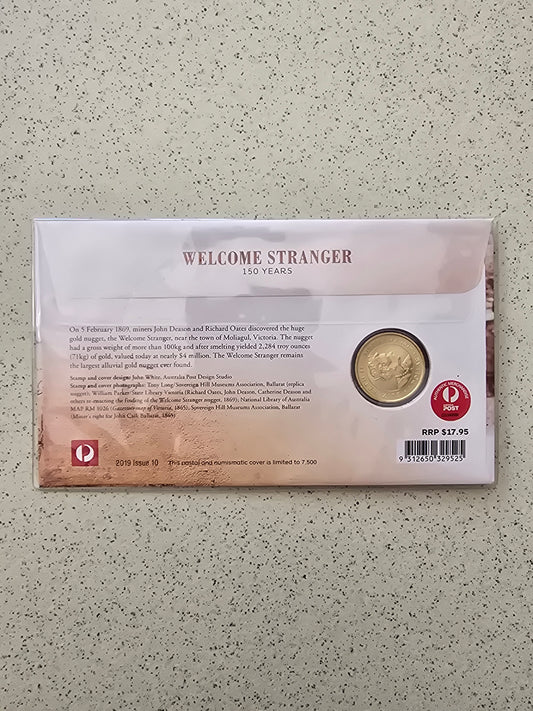 WELCOME STRANGER
150 YEARS
On 5 February 1869, miners John Deason and Richard Oates discovered the huge
gold nugget, the Welcome Stranger, near the town of Moliagul, Victoria. The nugget
had a gross weight of more than 100kg and after smelting yielded 2,284 troy ounces
(71kg) of gold, valued today at nearly $4 million. The Welcome Stranger remains
the largest alluvial gold nugget ever found.
Stamp and cover design: John White, Australia Post Design Studio
Stamp and cover photographs: Tony Long/Sovereign Hill Museums Association, Ballarat (replica
nugget); William Parker/State Library Victoria (Richard Oates, John Deason, Catherine Deason and
others re-enacting the finding of the Welcome Stranger nugget, 1869); National Library of Australia
MAP RM 1026 (Gazetteer map of Victoria, 1865); Sovereign Hill Museums Association, Ballarat
(Miner's right for John Calk Ballarat, 1869)
2019 Issue 10
This postal and numismatic cover is limited to 7,500
AUTHENTIC MERCHANDISE
POST
RRP $17.95
9 312650 329525